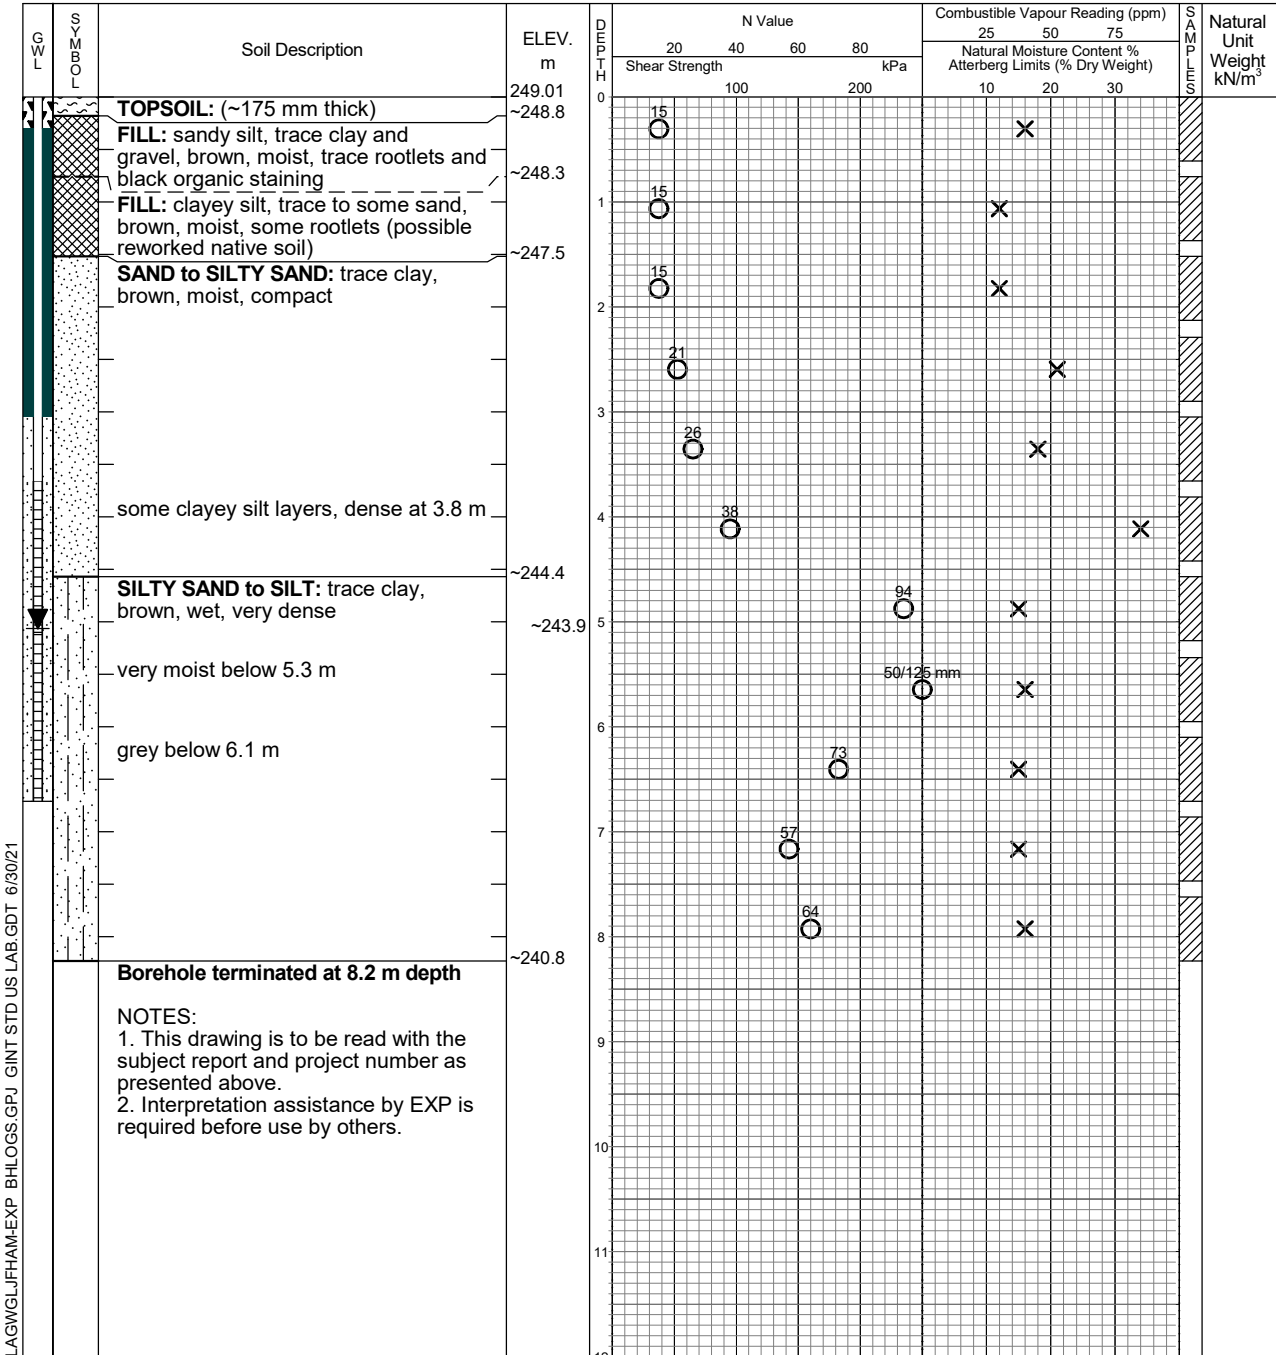 GWL
SYMBOL
Soil Description
ELEV.
m
249.01
DEPTH
N Value
20 40 60 80
Shear Strength kPa
100 200
Combustible Vapour Reading (ppm)
25 50 75
Natural Moisture Content %
Atterberg Limits (% Dry Weight)
10 20 30
SAMPLES
Natural
Unit
Weight
kN/m³
0
TOPSOIL: (~175 mm thick)
~248.8
15
FILL: sandy silt, trace clay and
gravel, brown, moist, trace rootlets and
black organic staining
~248.3
15
1
FILL: clayey silt, trace to some sand,
brown, moist, some rootlets (possible
reworked native soil)
~247.5
SAND to SILTY SAND: trace clay,
brown, moist, compact
15
2
21
3
26
some clayey silt layers, dense at 3.8 m
38
4
~244.4
SILTY SAND to SILT: trace clay,
brown, wet, very dense
94
5
~243.9
very moist below 5.3 m
50/125 mm
6
grey below 6.1 m
73
7
57
64
8
~240.8
Borehole terminated at 8.2 m depth
NOTES:
1. This drawing is to be read with the
subject report and project number as
presented above.
2. Interpretation assistance by EXP is
required before use by others.
9
10
11
12
LAGWGLJFHAM-EXP BHLOGS.GPJ GINT STD US LAB.GDT 6/30/21